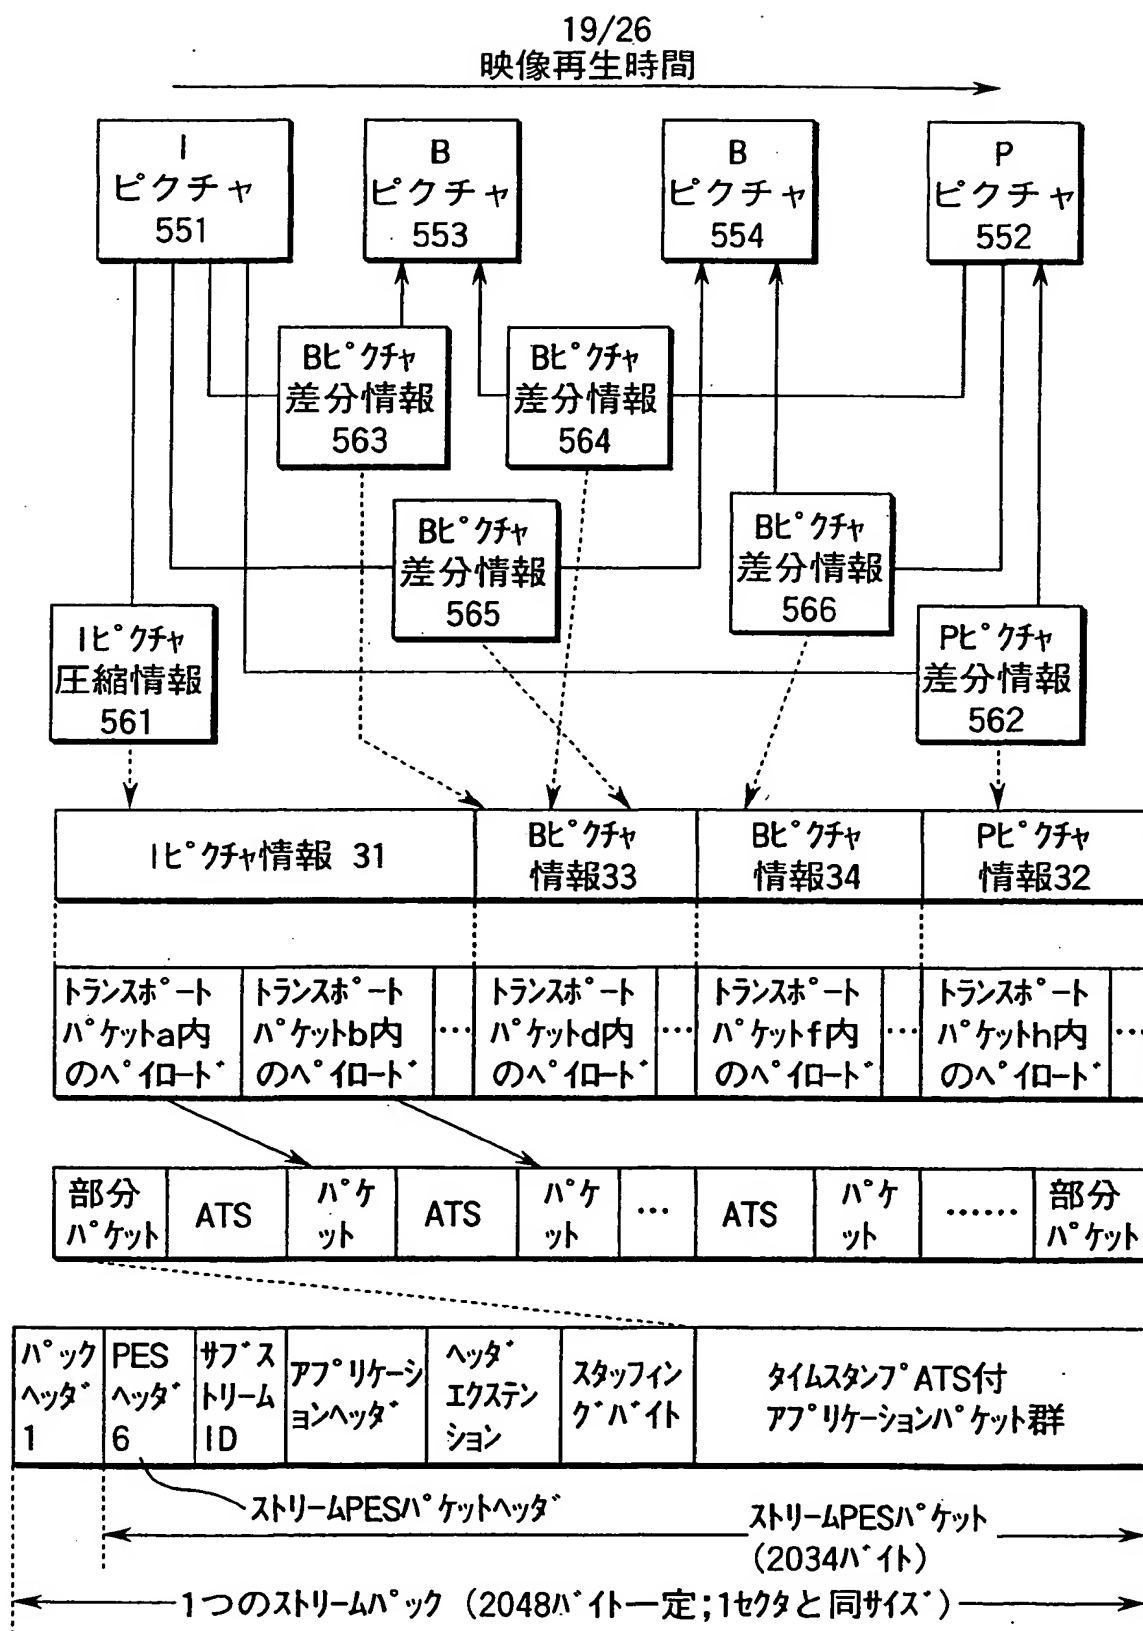 19/26
映像再生時間
I
ピクチャ
551
B
ピクチャ
553
B
ピクチャ
554
P
ピクチャ
552
Bピクチャ
差分情報
563
Bピクチャ
差分情報
564
Bピクチャ
差分情報
565
Bピクチャ
差分情報
566
Iピクチャ
圧縮情報
561
Pピクチャ
差分情報
562
Iピクチャ情報 31
Bピクチャ
情報33
Bピクチャ
情報34
Pピクチャ
情報32
トランスポート
パケットa内
のペイロード
トランスポート
パケットb内
のペイロード
…
トランスポート
パケットd内
のペイロード
…
トランスポート
パケットf内
のペイロード
…
トランスポート
パケットh内
のペイロード
…
部分
パケット
ATS
パケ
ット
ATS
パケ
ット
…
ATS
パケ
ット
……
部分
パケット
パック
ヘッダ
1
PES
ヘッダ
6
サブス
トリーム
ID
アプリケーシ
ョンヘッダ
ヘッダ
エクステン
ション
スタッフィン
グバイト
タイムスタンプATS付
アプリケーションパケット群
ストリームPESパケットヘッダ
ストリームPESパケット
(2034バイト)
1つのストリームパック (2048バイト一定;1セクタと同サイズ)